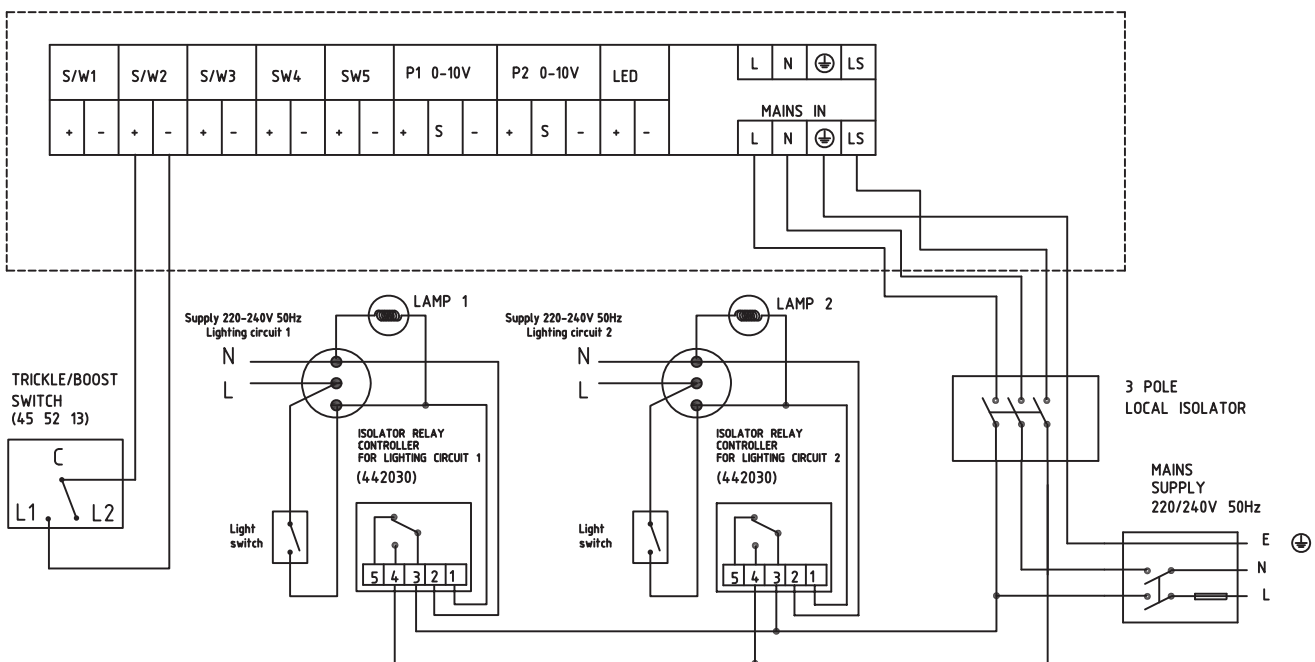 S/W1 S/W2 S/W3 SW4 SW5 P1 0-10V P2 0-10V LED
L N LS
MAINS IN
+ - + - + - + - + - + S - + S - + -
L N LS
LAMP 1
Supply 220-240V 50Hz
Lighting circuit 1
N
L
LAMP 2
Supply 220-240V 50Hz
Lighting circuit 2
N
L
TRICKLE/BOOST
SWITCH
(45 52 13)
C
L1 L2
ISOLATOR RELAY
CONTROLLER
FOR LIGHTING CIRCUIT 1
(442030)
Light
switch
5 4 3 2 1
ISOLATOR RELAY
CONTROLLER
FOR LIGHTING CIRCUIT 2
(442030)
Light
switch
5 4 3 2 1
3 POLE
LOCAL ISOLATOR
MAINS
SUPPLY
220/240V 50Hz
E
N
L